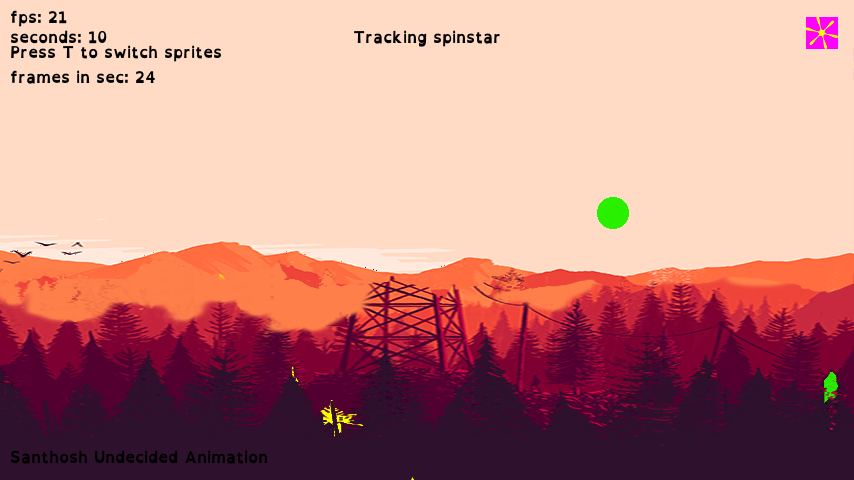 fps: 21
seconds: 10
Press T to switch sprites
frames in sec: 24
Tracking spinstar
Santhosh Undecided Animation